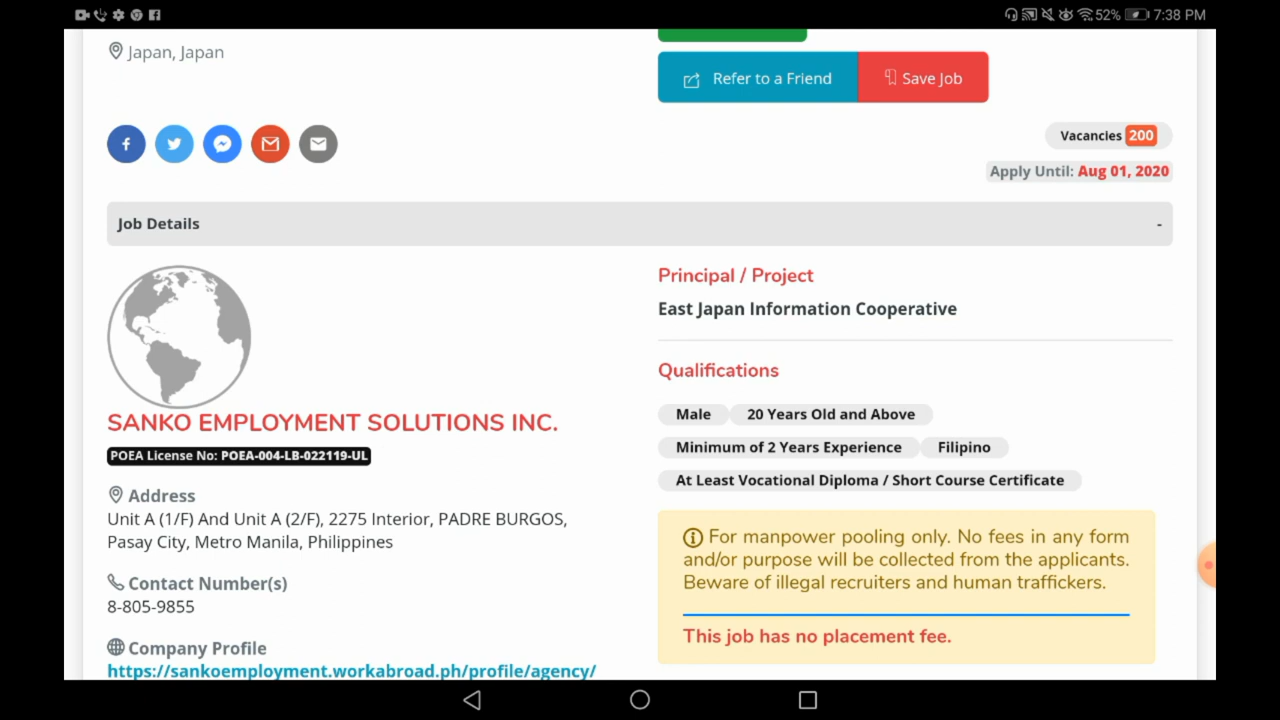 52% 7:38 PM
Japan, Japan
Refer to a Friend
Save Job
Vacancies 200
Apply Until: Aug 01, 2020
Job Details -
SANKO EMPLOYMENT SOLUTIONS INC.
POEA License No: POEA-004-LB-022119-UL
Address
Unit A (1/F) And Unit A (2/F), 2275 Interior, PADRE BURGOS,
Pasay City, Metro Manila, Philippines
Contact Number(s)
8-805-9855
Company Profile
https://sankoemployment.workabroad.ph/profile/agency/
Principal / Project
East Japan Information Cooperative
Qualifications
Male 20 Years Old and Above
Minimum of 2 Years Experience Filipino
At Least Vocational Diploma / Short Course Certificate
For manpower pooling only. No fees in any form
and/or purpose will be collected from the applicants.
Beware of illegal recruiters and human traffickers.
This job has no placement fee.